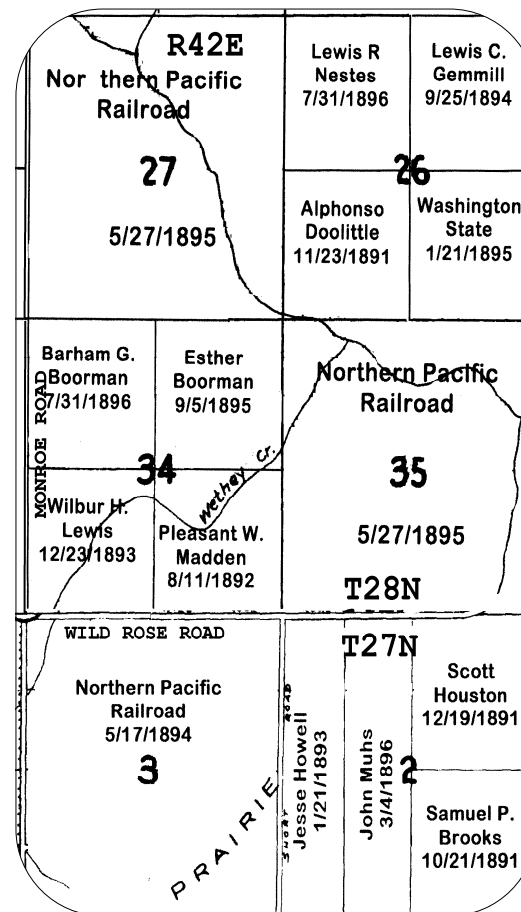 R42E
Nor thern Pacific
Railroad
27
5/27/1895
Lewis R
Nestes
7/31/1896
Lewis C.
Gemmill
9/25/1894
26
Alphonso
Doolittle
11/23/1891
Washington
State
1/21/1895
Barham G.
Boorman
7/31/1896
Esther
Boorman
9/5/1895
MONROE ROAD
34
Wethey Cr.
Wilbur H.
Lewis
12/23/1893
Pleasant W.
Madden
8/11/1892
Northern Pacific
Railroad
35
5/27/1895
T28N
WILD ROSE ROAD
T27N
Northern Pacific
Railroad
5/17/1894
3
PRAIRIE
SHORT ROAD
Jesse Howell
1/21/1893
John Muhs
3/4/1896
2
Scott
Houston
12/19/1891
Samuel P.
Brooks
10/21/1891